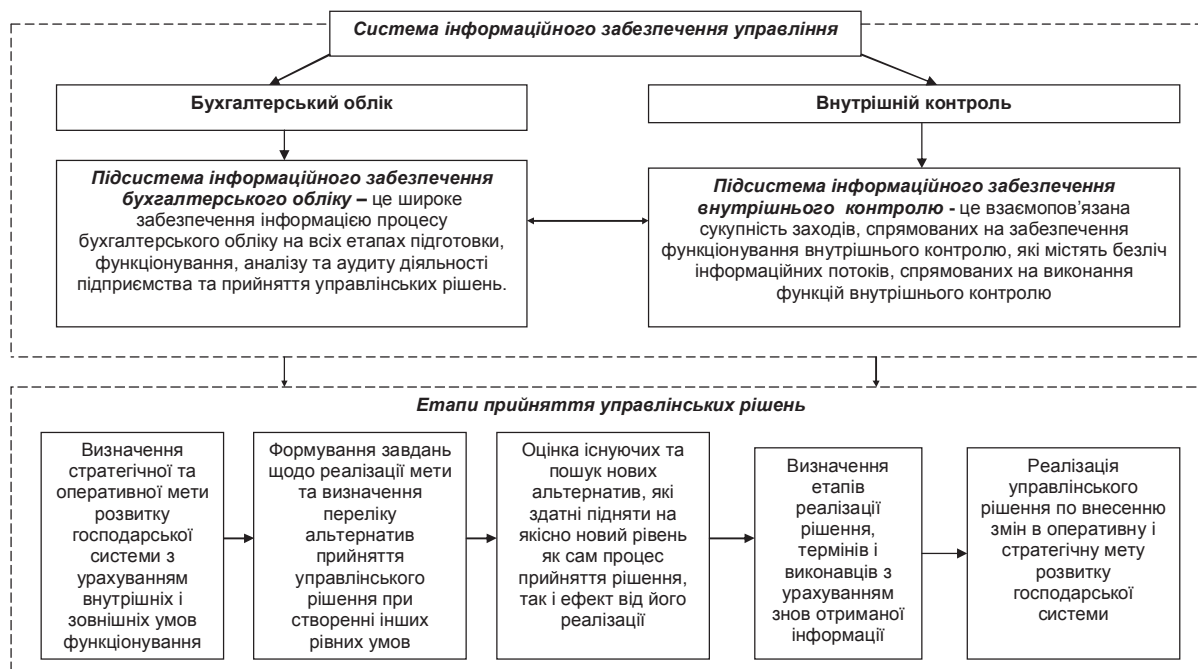 Система інформаційного забезпечення управління
Бухгалтерський облік
Внутрішній контроль
Підсистема інформаційного забезпечення
бухгалтерського обліку – це широке
забезпечення інформацією процесу
бухгалтерського обліку на всіх етапах підготовки,
функціонування, аналізу та аудиту діяльності
підприємства та прийняття управлінських рішень.
Підсистема інформаційного забезпечення
внутрішнього контролю - це взаємопов’язана
сукупність заходів, спрямованих на забезпечення
функціонування внутрішнього контролю, які містять безліч
інформаційних потоків, спрямованих на виконання
функцій внутрішнього контролю
Етапи прийняття управлінських рішень
Визначення
стратегічної та
оперативної мети
розвитку
господарської
системи з
урахуванням
внутрішніх і
зовнішніх умов
функціонування
Формування завдань
щодо реалізації мети
та визначення
переліку
альтернатив
прийняття
управлінського
рішення при
створенні інших
рівних умов
Оцінка існуючих та
пошук нових
альтернатив, які
здатні підняти на
якісно новий рівень
як сам процес
прийняття рішення,
так і ефект від його
реалізації
Визначення
етапів
реалізації
рішення,
термінів і
виконавців з
урахуванням
знов отриманої
інформації
Реалізація
управлінського
рішення по внесенню
змін в оперативну і
стратегічну мету
розвитку
господарської
системи